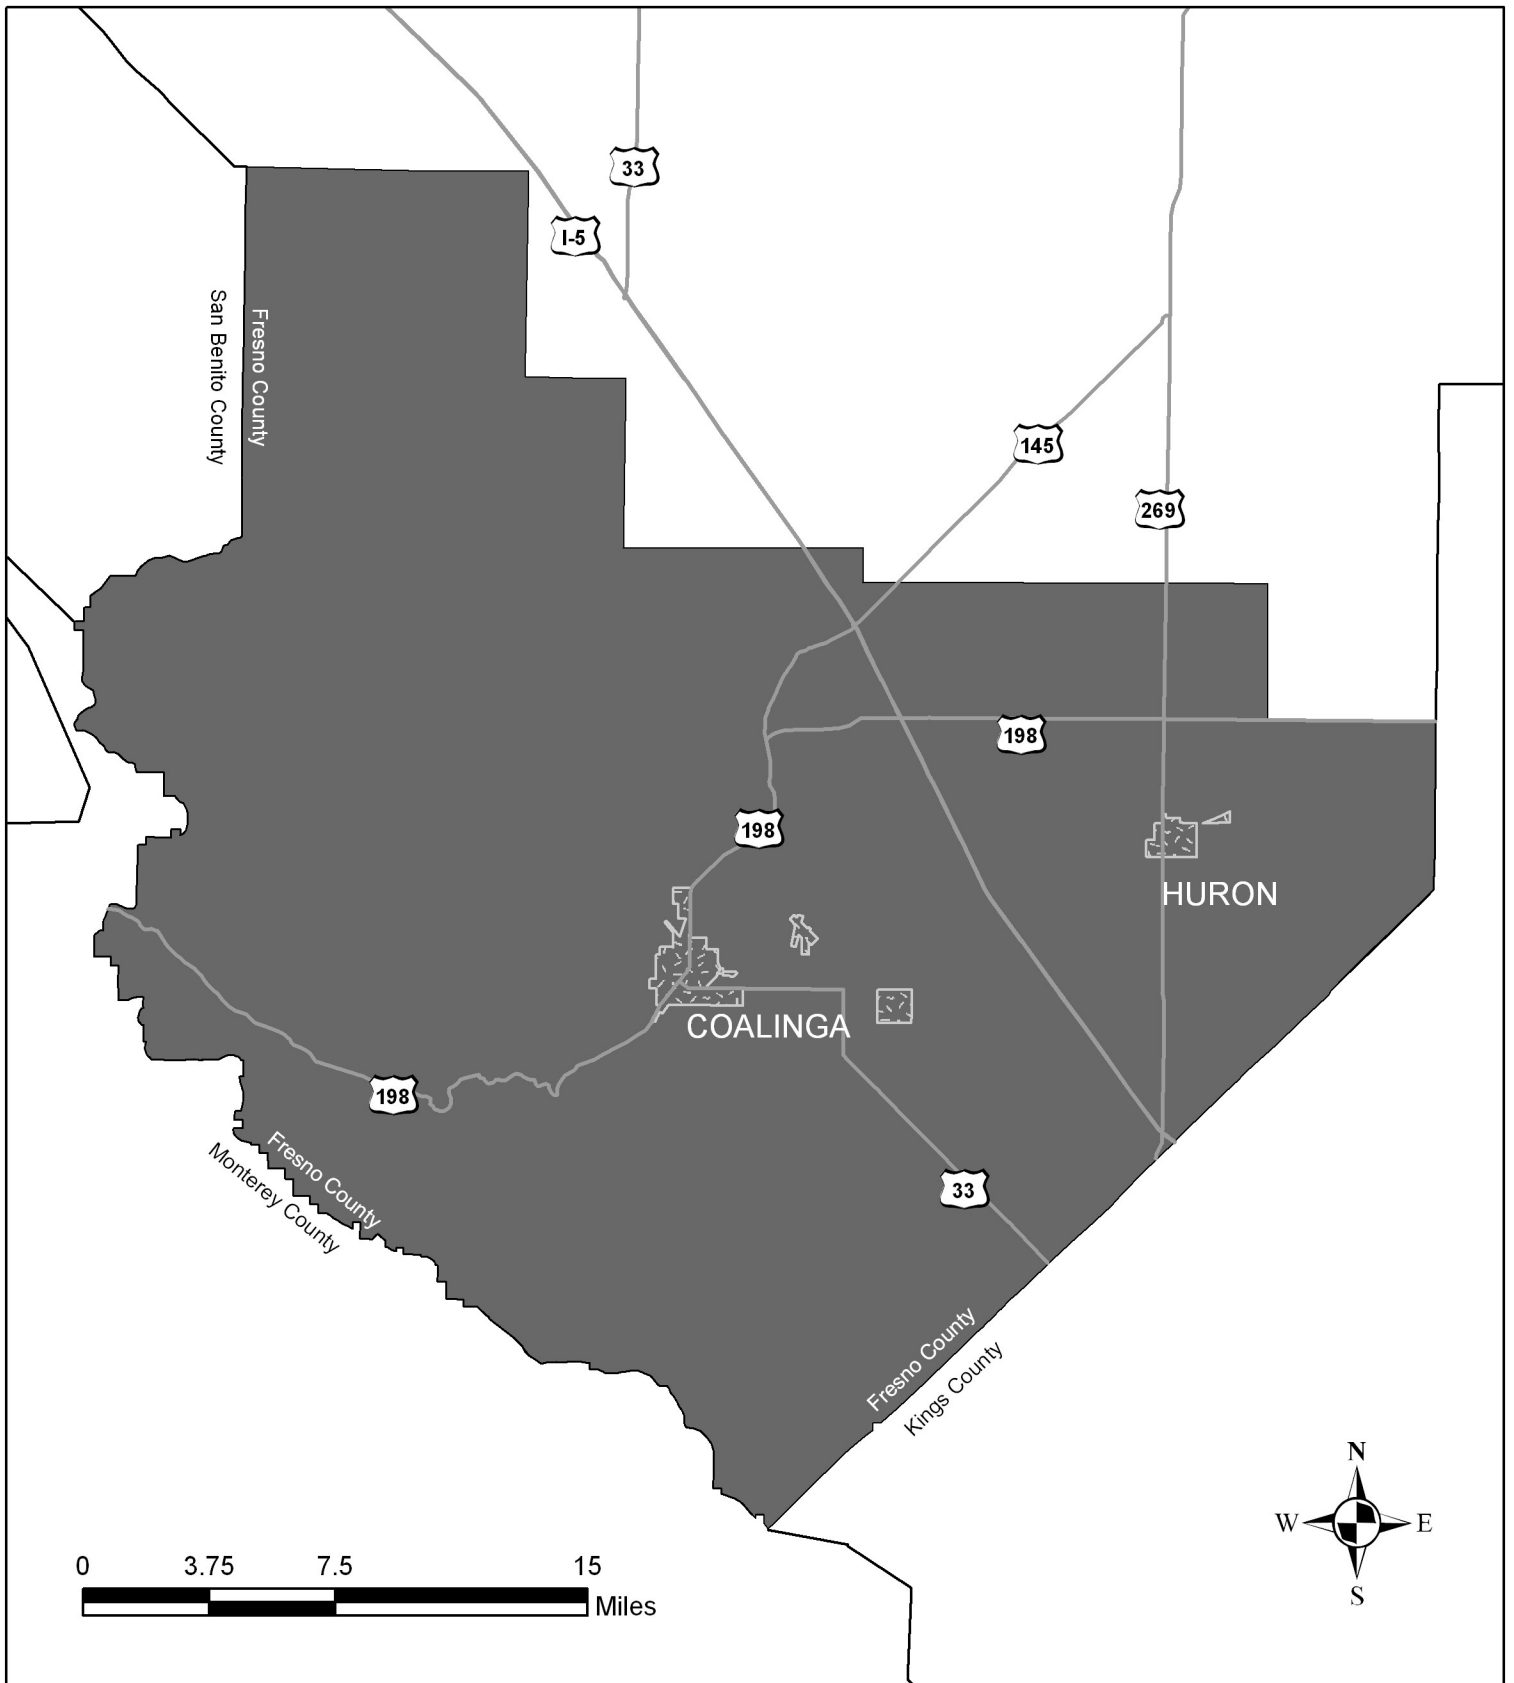 33
I-5
San Benito County
Fresno County
145
269
198
198
HURON
COALINGA
198
Fresno County
Monterey County
33
Fresno County
Kings County
N
W
E
S
0 3.75 7.5 15
Miles